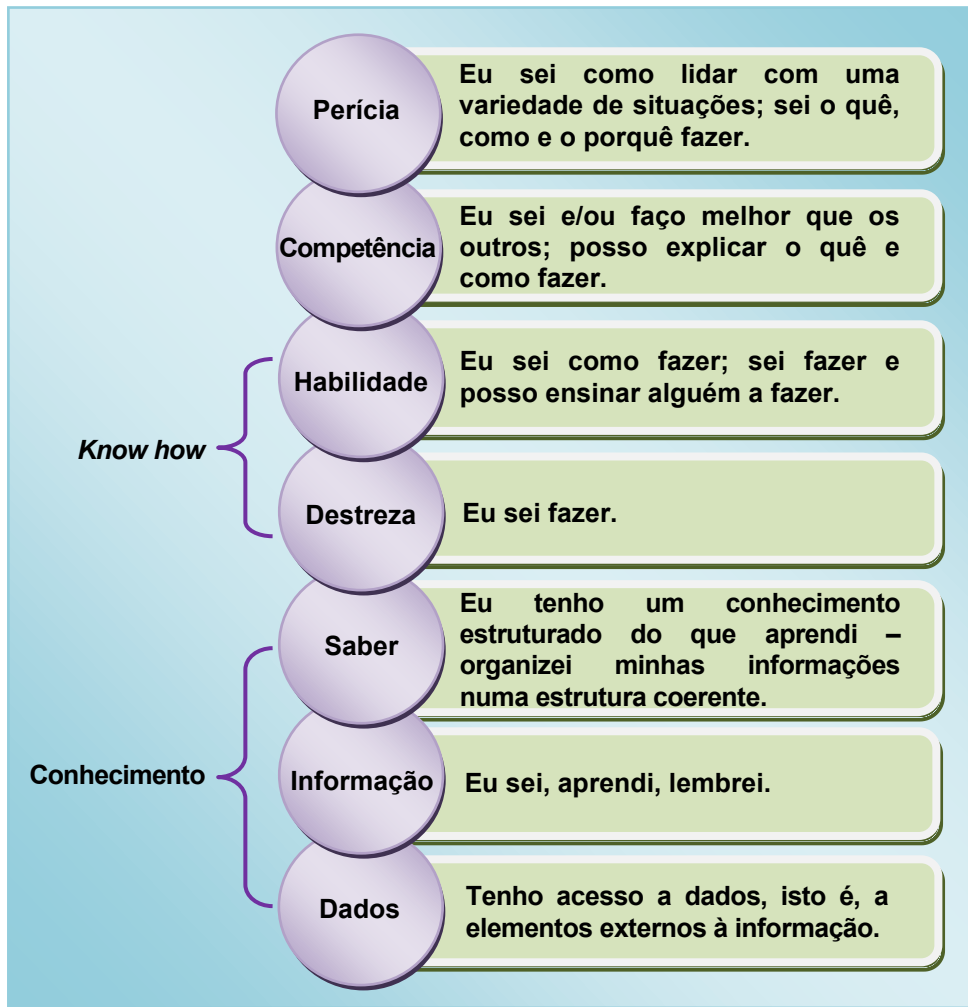 Perícia
Eu sei como lidar com uma
variedade de situações; sei o quê,
como e o porquê fazer.
Competência
Eu sei e/ou faço melhor que os
outros; posso explicar o quê e
como fazer.
Know how
Habilidade
Eu sei como fazer; sei fazer e
posso ensinar alguém a fazer.
Destreza
Eu sei fazer.
Conhecimento
Saber
Eu tenho um conhecimento
estruturado do que aprendi –
organizei minhas informações
numa estrutura coerente.
Informação
Eu sei, aprendi, lembrei.
Dados
Tenho acesso a dados, isto é, a
elementos externos à informação.